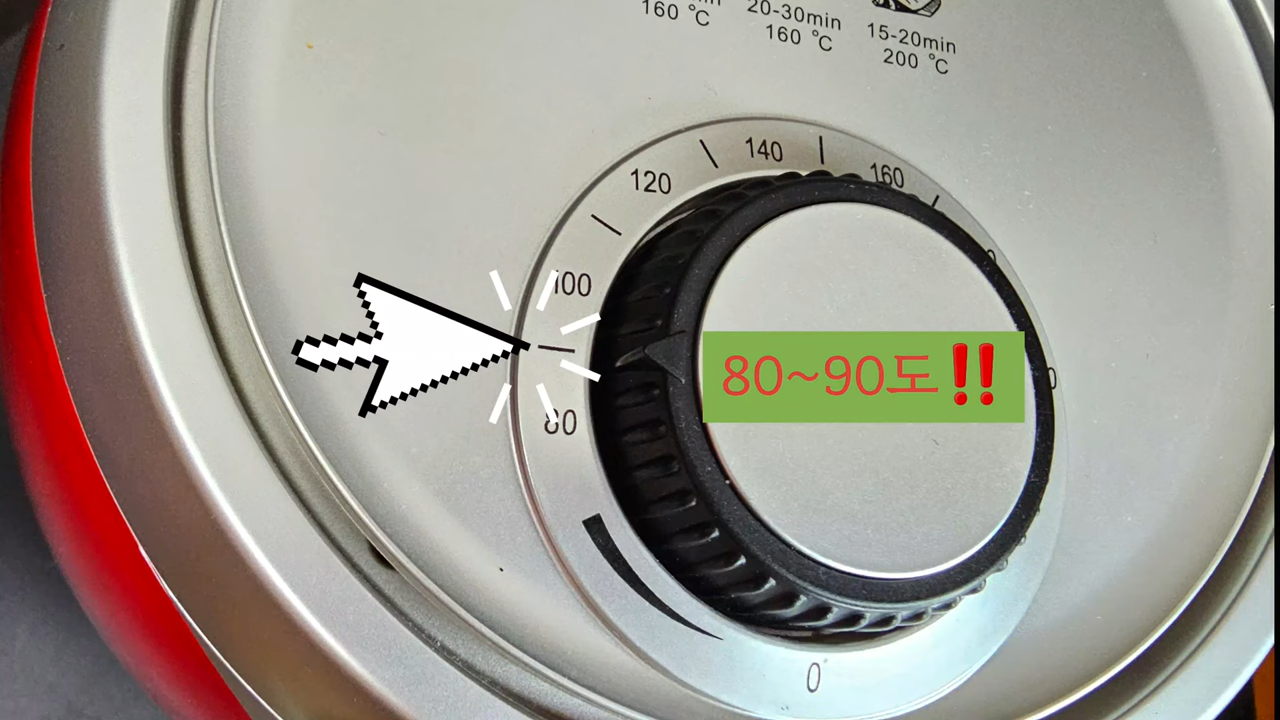 160 °C
20-30min
160 °C
15-20min
200 °C
140
120
160
100
80~90도‼
80
0